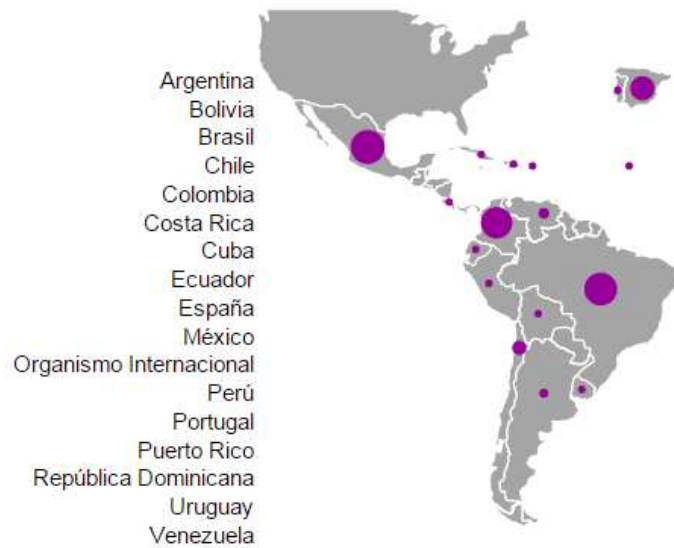 Argentina
Bolivia
Brasil
Chile
Colombia
Costa Rica
Cuba
Ecuador
España
México
Organismo Internacional
Perú
Portugal
Puerto Rico
República Dominicana
Uruguay
Venezuela